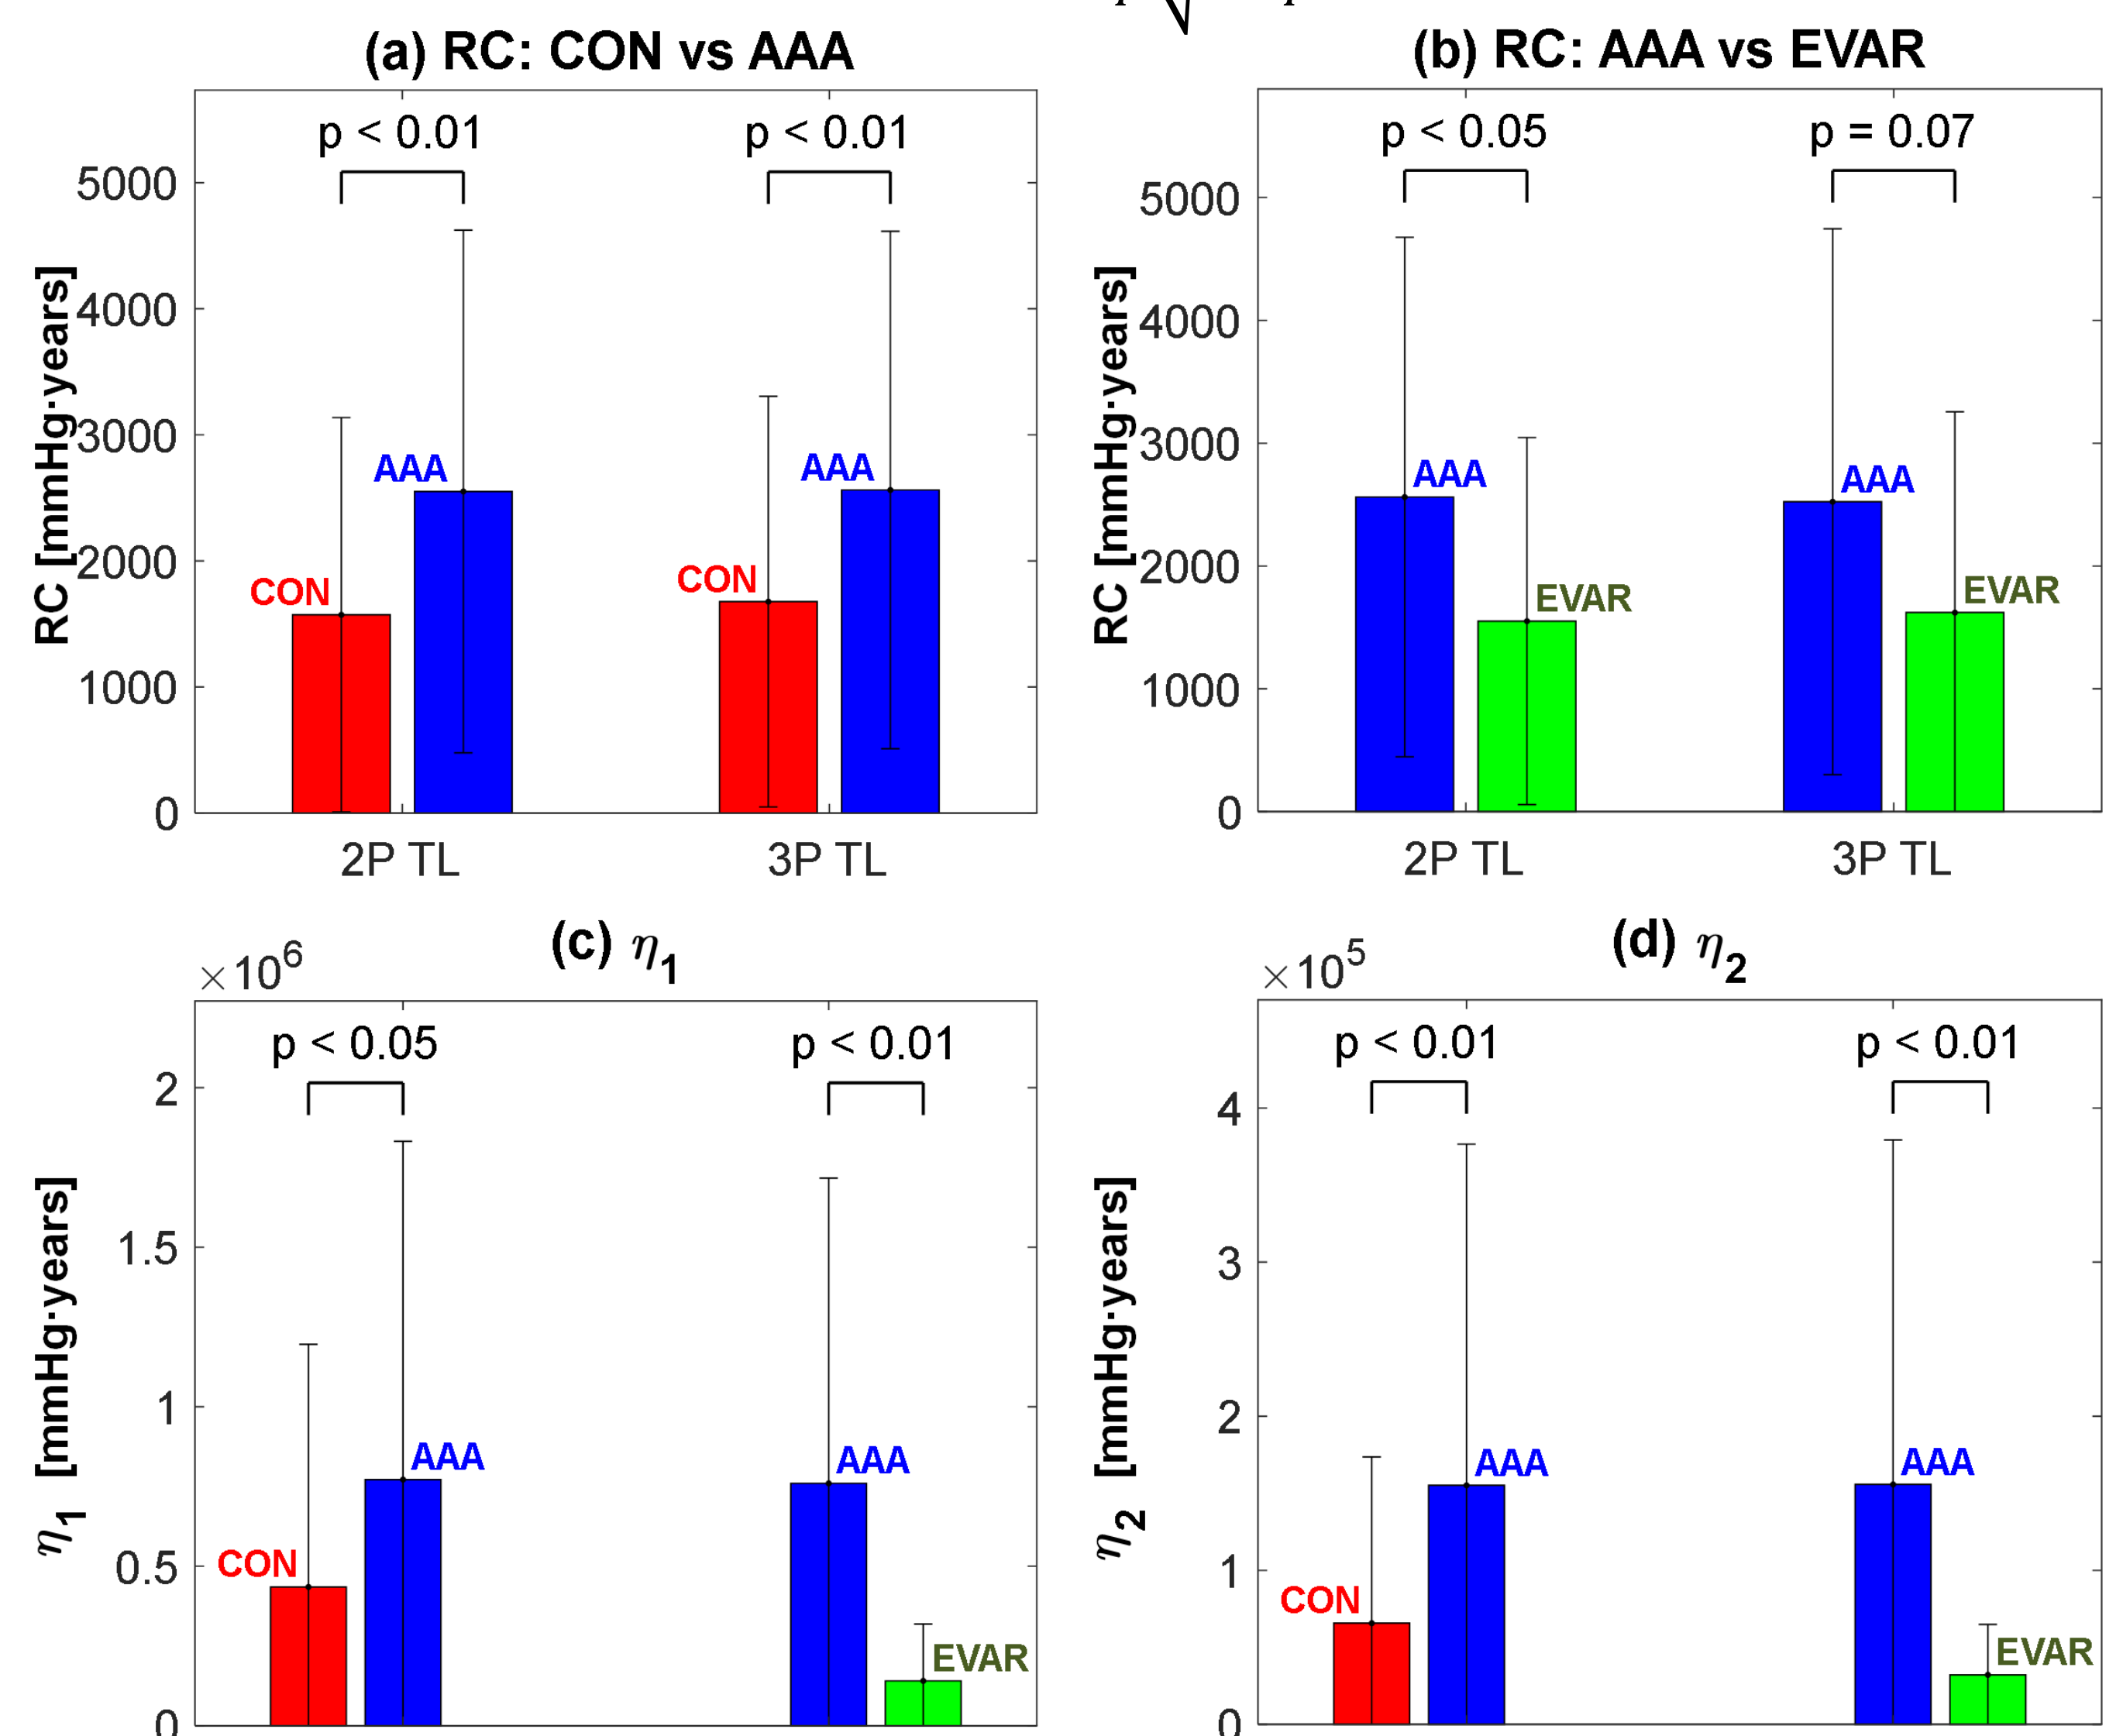 p √ p
(a) RC: CON vs AAA
p < 0.01
p < 0.01
RC [mmHg·years]
5000
4000
3000
2000
1000
0
CON
AAA
CON
AAA
2P TL
3P TL
(b) RC: AAA vs EVAR
p < 0.05
p = 0.07
RC [mmHg·years]
5000
4000
3000
2000
1000
0
AAA
EVAR
AAA
EVAR
2P TL
3P TL
(c) η1
×10^6
p < 0.05
p < 0.01
η1 [mmHg·years]
2
1.5
1
0.5
0
CON
AAA
AAA
EVAR
(d) η2
×10^5
p < 0.01
p < 0.01
η2 [mmHg·years]
4
3
2
1
0
CON
AAA
AAA
EVAR